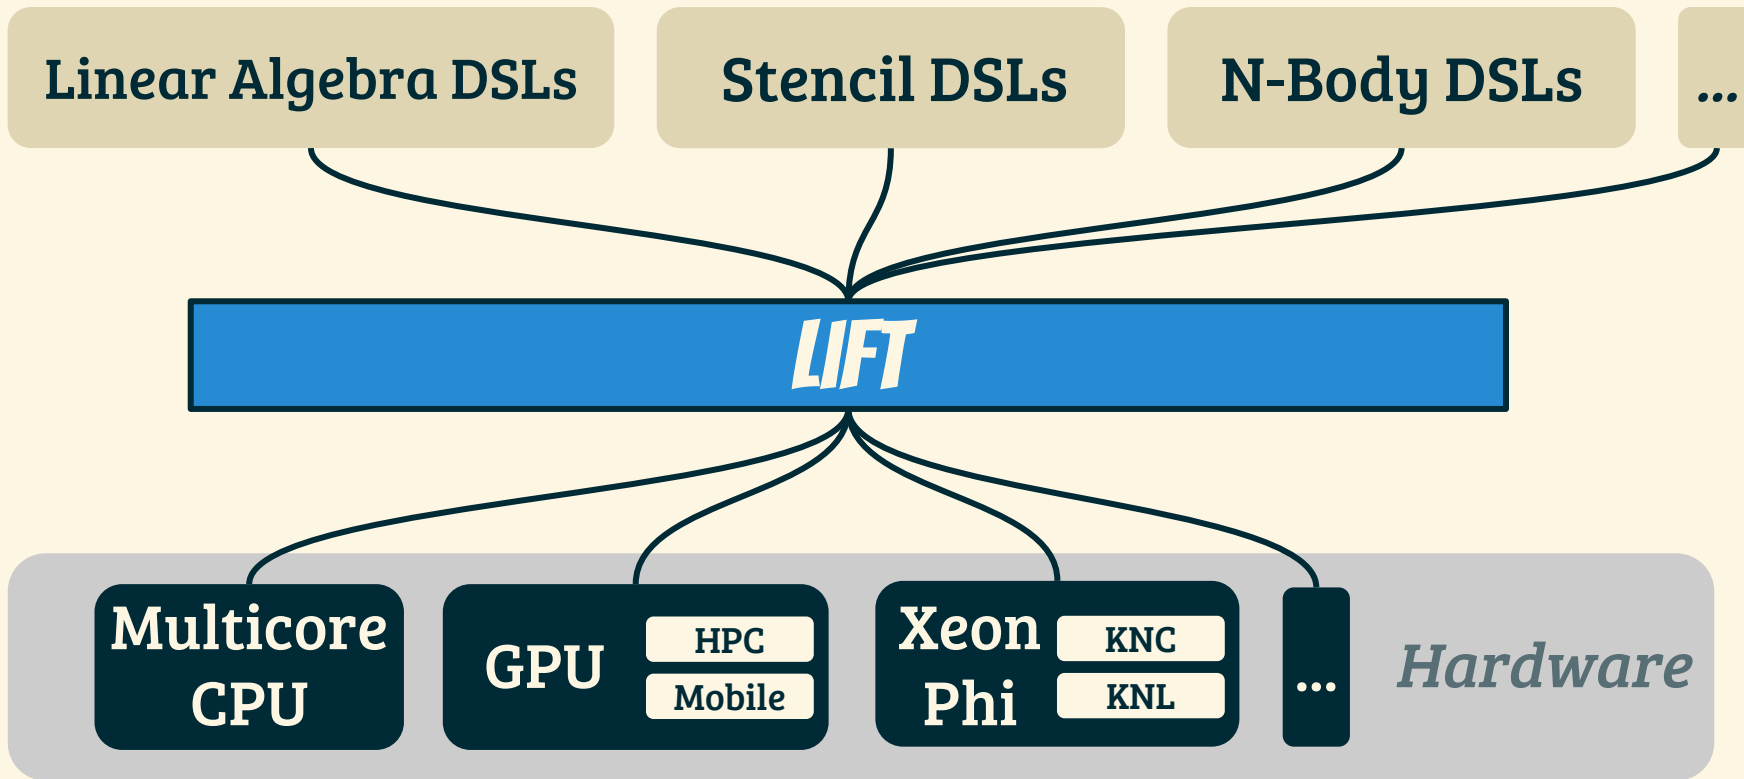 Linear Algebra DSLs
Stencil DSLs
N-Body DSLs
...
LIFT
Multicore
CPU
GPU
HPC
Mobile
Xeon
Phi
KNC
KNL
...
Hardware